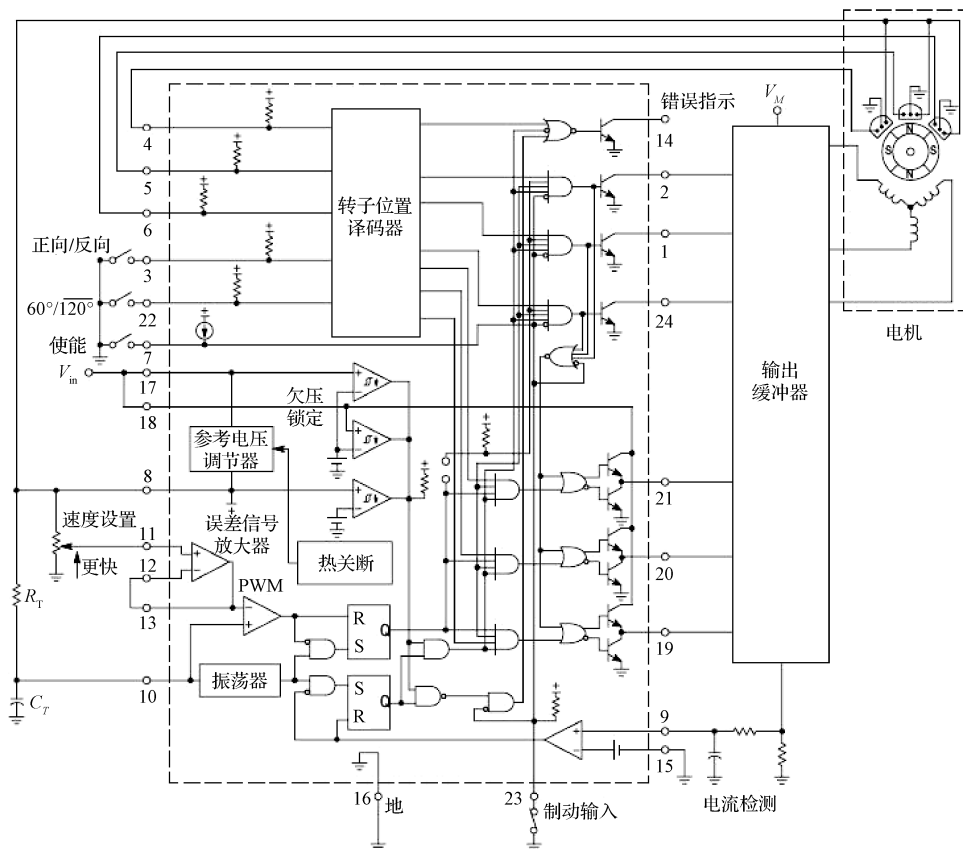 错误指示
V_M
4
14
N
S
S
N
5
2
6
转子位置
译码器
正向/反向
3
1
60°/120°
22
24
使能
7
电机
V_in
17
欠压
锁定
输出
缓冲器
18
参考电压
调节器
8
21
速度设置
11
误差信号
放大器
更快
12
热关断
20
R_T
13
PWM
R
Q
S
19
10
振荡器
S
Q
R
C_T
9
15
16
地
23
制动输入
电流检测